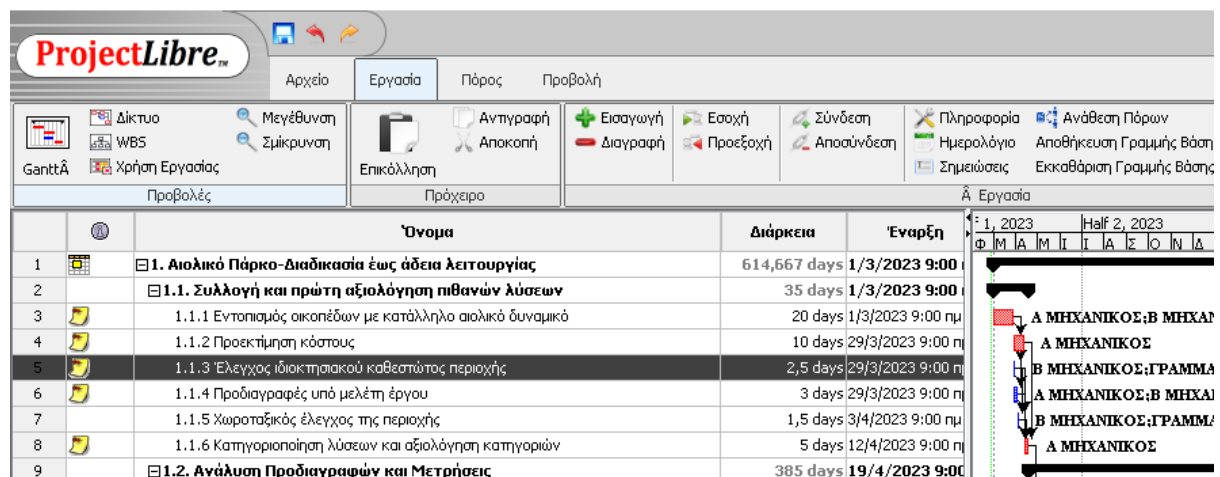 ProjectLibre™
Αρχείο Εργασία Πόρος Προβολή
Δίκτυο Μεγέθυνση Αντιγραφή Εισαγωγή Εσοχή Σύνδεση Πληροφορία Ανάθεση Πόρων
WBS Σμίκρυνση Αποκοπή Διαγραφή Προεξοχή Αποσύνδεση Ημερολόγιο Αποθήκευση Γραμμής Βάση
GanttÂ Χρήση Εργασίας Επικόλληση Σημειώσεις Εκκαθάριση Γραμμής Βάσης
Προβολές Πρόχειρο Â Εργασία
Όνομα Διάρκεια Έναρξη 1, 2023 Half 2, 2023
Φ Μ Α Μ Ι Ι Α Σ Ο Ν Δ
1 1. Αιολικό Πάρκο-Διαδικασία έως άδεια λειτουργίας 614,667 days 1/3/2023 9:00
2 1.1. Συλλογή και πρώτη αξιολόγηση πιθανών λύσεων 35 days 1/3/2023 9:00
3 1.1.1 Εντοπισμός οικοπέδων με κατάλληλο αιολικό δυναμικό 20 days 1/3/2023 9:00 πμ Α ΜΗΧΑΝΙΚΟΣ;Β ΜΗΧΑΝ
4 1.1.2 Προεκτίμηση κόστους 10 days 29/3/2023 9:00 π Α ΜΗΧΑΝΙΚΟΣ
5 1.1.3 Έλεγχος ιδιοκτησιακού καθεστώτος περιοχής 2,5 days 29/3/2023 9:00 π Β ΜΗΧΑΝΙΚΟΣ;ΓΡΑΜΜΑ
6 1.1.4 Προδιαγραφές υπό μελέτη έργου 3 days 29/3/2023 9:00 π Α ΜΗΧΑΝΙΚΟΣ;Β ΜΗΧΑΝ
7 1.1.5 Χωροταξικός έλεγχος της περιοχής 1,5 days 3/4/2023 9:00 πμ Β ΜΗΧΑΝΙΚΟΣ;ΓΡΑΜΜΑ
8 1.1.6 Κατηγοριοποίηση λύσεων και αξιολόγηση κατηγοριών 5 days 12/4/2023 9:00 π Α ΜΗΧΑΝΙΚΟΣ
9 1.2. Ανάλυση Προδιαγραφών και Μετρήσεις 385 days 19/4/2023 9:00